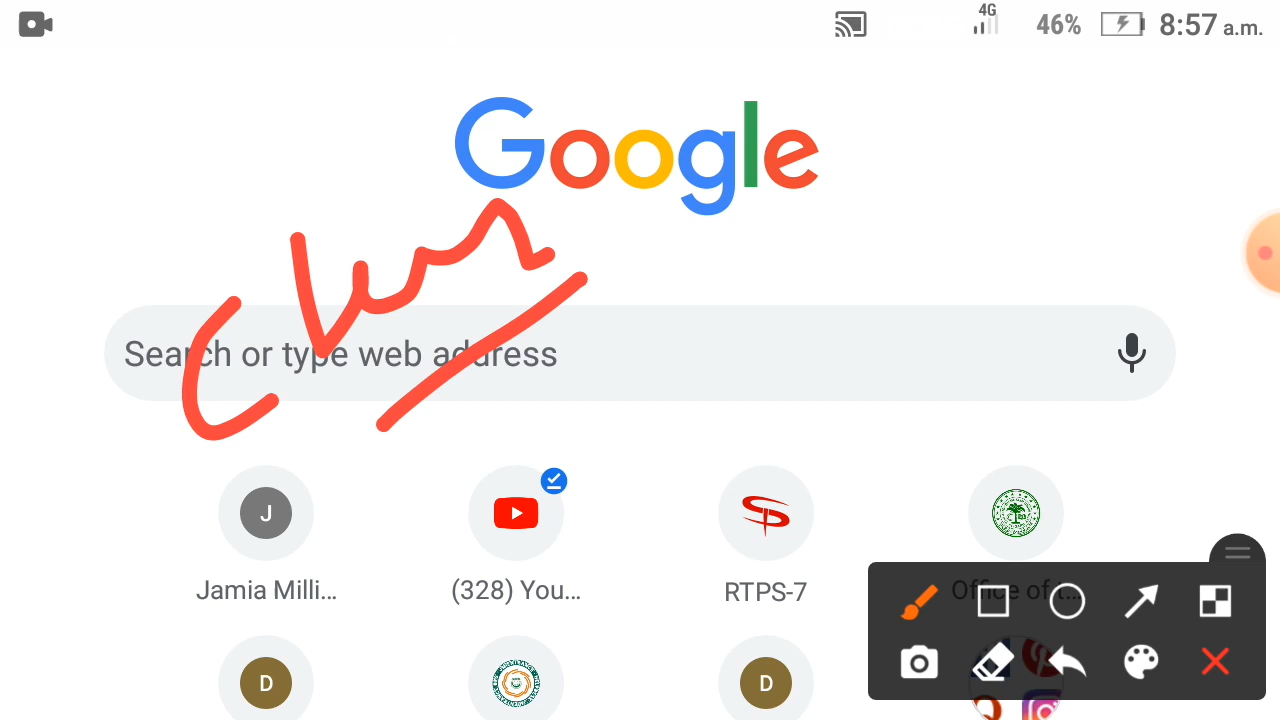 4G
46%
8:57 a.m.
Google
Search or type web address
J
Jamia Milli...
(328) You...
RTPS-7
Office of t...
D
D